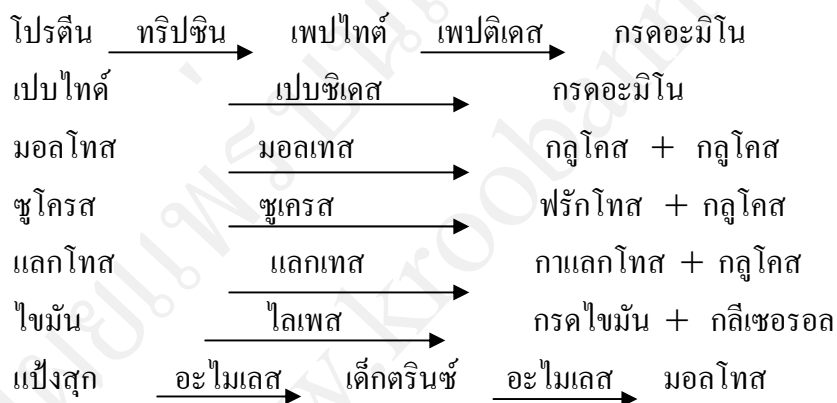 โปรตีน ทริปซิน เพปไทต์ เพปติเดส กรดอะมิโน
เปบไทด์ เปบซิเดส กรดอะมิโน
มอลโทส มอลเทส กลูโคส + กลูโคส
ซูโครส ซูเครส ฟรักโทส + กลูโคส
แลกโทส แลกเทส กาแลกโทส + กลูโคส
ไขมัน ไลเพส กรดไขมัน + กลีเซอรอล
แป้งสุก อะไมเลส เด็กตรินซ์ อะไมเลส มอลโทส